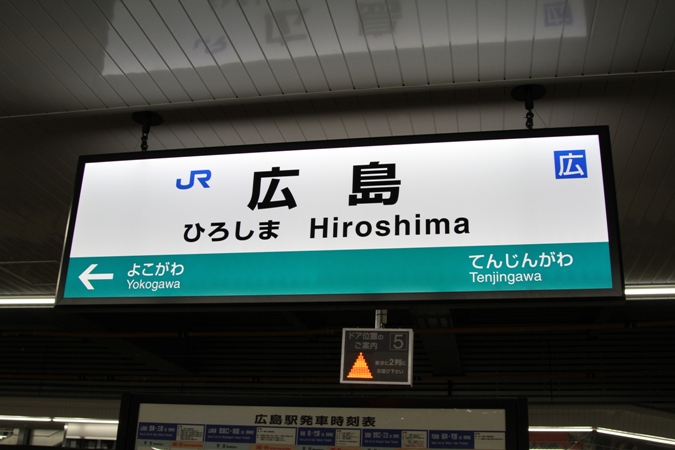 JR
広島
広
ひろしま Hiroshima
← よこがわ
Yokogawa
てんじんがわ
Tenjingawa
ドア位置の
ご案内
5
広島駅発車時刻表